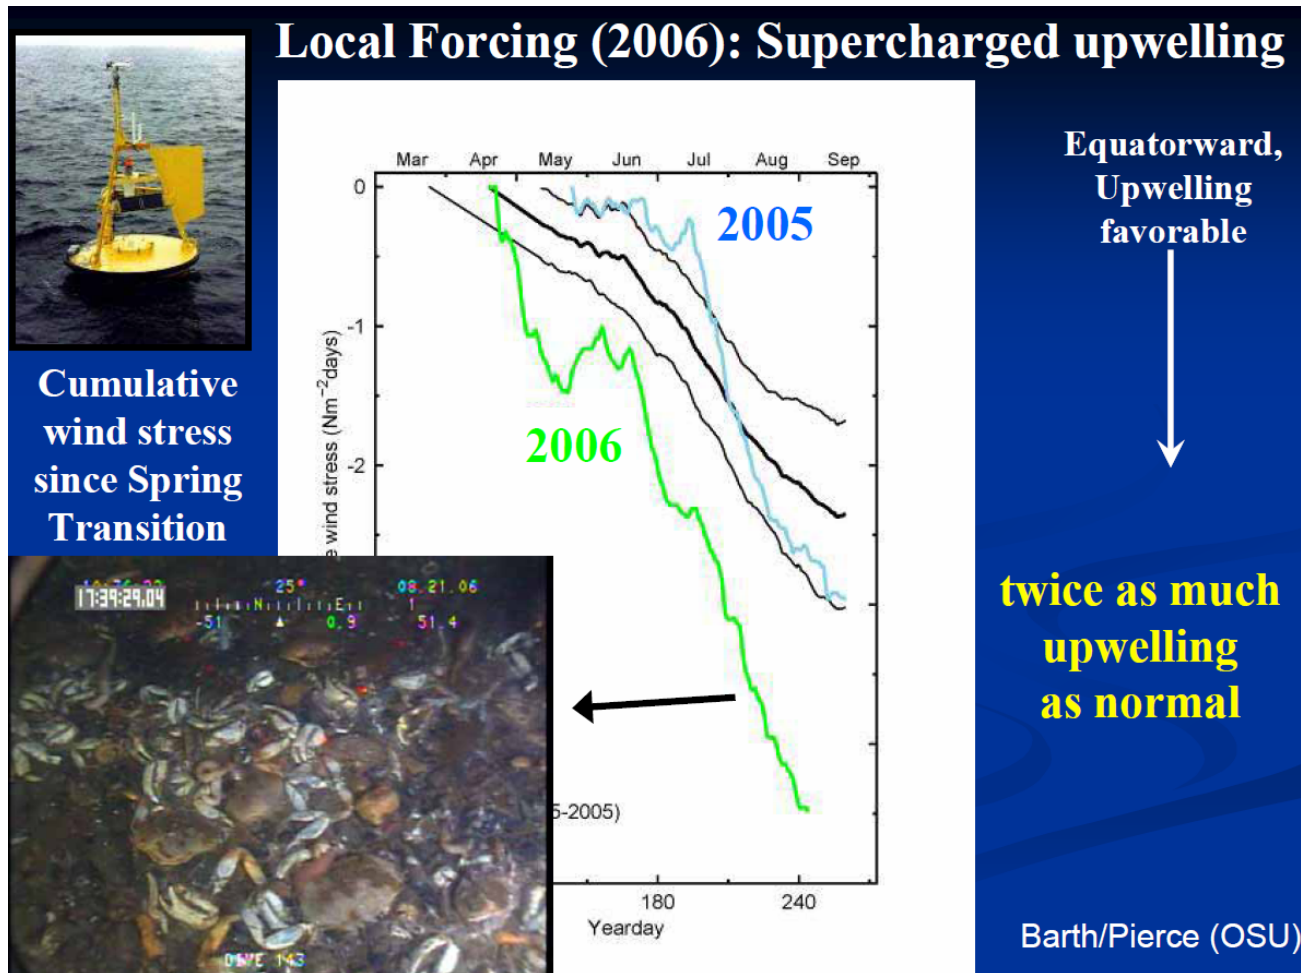 Local Forcing (2006): Supercharged upwelling
Mar Apr May Jun Jul Aug Sep
0
-1
-2
wind stress (Nm⁻²days)
2005
2006
Cumulative
wind stress
since Spring
Transition
Equatorward,
Upwelling
favorable
twice as much
upwelling
as normal
17:39:29.04
25° 08.21.06
N E 1
-51 0.9 51.4
DIVE 143
5-2005)
180 240
Yearday
Barth/Pierce (OSU)